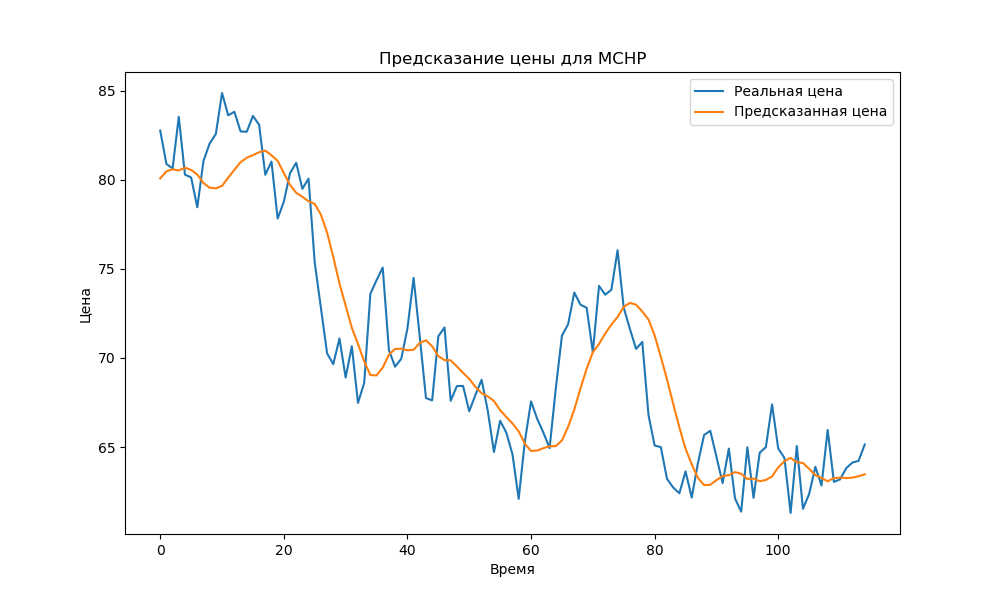 Предсказание цены для MCHP
Реальная цена
Предсказанная цена
Цена
85
80
75
70
65
0 20 40 60 80 100
Время